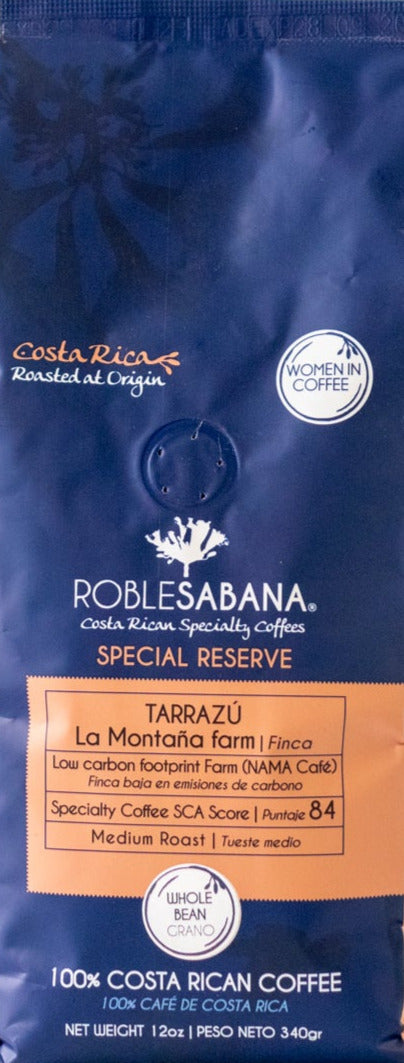 Costa Rica
Roasted at Origin
WOMEN IN
COFFEE
ROBLESABANA®
Costa Rican Specialty Coffees
SPECIAL RESERVE
TARRAZÚ
La Montaña farm | Finca
Low carbon footprint Farm (NAMA Café)
Finca baja en emisiones de carbono
Specialty Coffee SCA Score | Puntaje 84
Medium Roast | Tueste medio
WHOLE
BEAN
GRANO
100% COSTA RICAN COFFEE
100% CAFÉ DE COSTA RICA
NET WEIGHT 12oz | PESO NETO 340gr